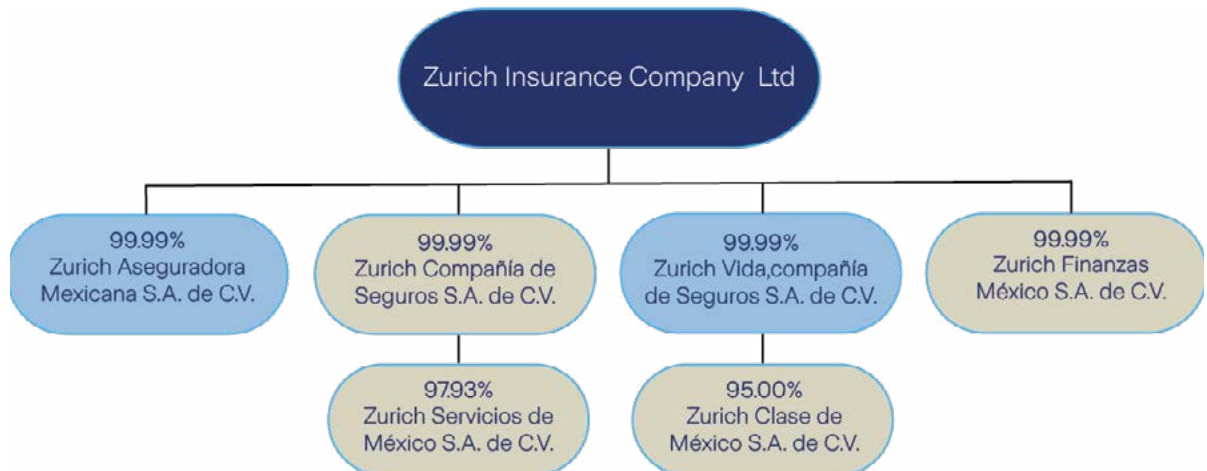 Zurich Insurance Company Ltd
99.99%
Zurich Aseguradora
Mexicana S.A. de C.V.
99.99%
Zurich Compañía de
Seguros S.A. de C.V.
99.99%
Zurich Vida,compañía
de Seguros S.A. de C.V.
99.99%
Zurich Finanzas
México S.A. de C.V.
97.93%
Zurich Servicios de
México S.A. de C.V.
95.00%
Zurich Clase de
México S.A. de C.V.